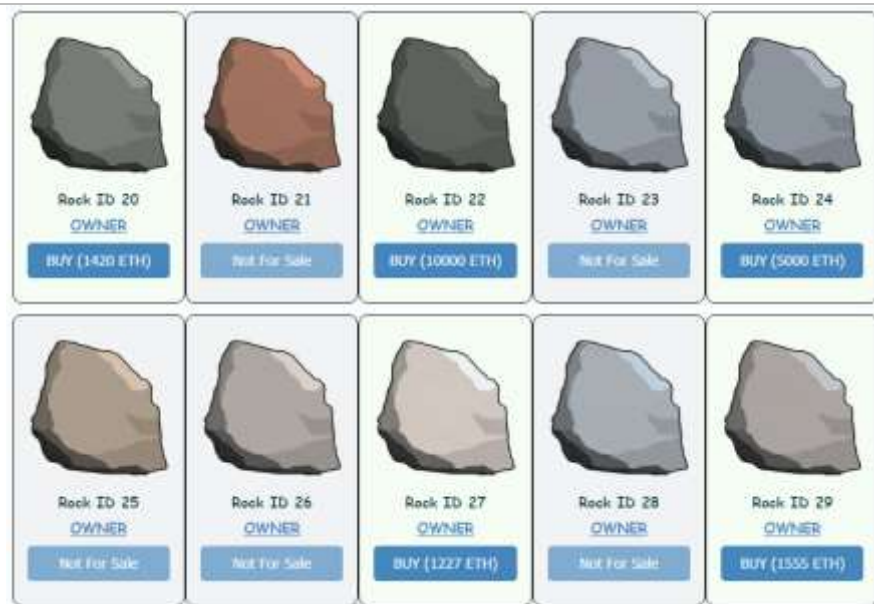 Rock ID 20
OWNER
BUY (1420 ETH)
Rock ID 21
OWNER
Not For Sale
Rock ID 22
OWNER
BUY (10000 ETH)
Rock ID 23
OWNER
Not For Sale
Rock ID 24
OWNER
BUY (5000 ETH)
Rock ID 25
OWNER
Not For Sale
Rock ID 26
OWNER
Not For Sale
Rock ID 27
OWNER
BUY (1227 ETH)
Rock ID 28
OWNER
Not For Sale
Rock ID 29
OWNER
BUY (1555 ETH)